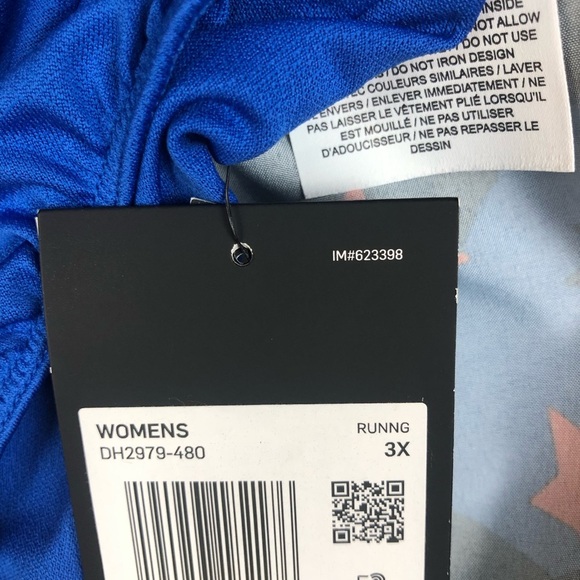 INSIDE
NOT ALLOW
DO NOT USE
/ DO NOT IRON DESIGN
COULEURS SIMILAIRES / LAVER
L'ENVERS / ENLEVER IMMEDIATEMENT / NE
PAS LAISSER LE VÊTEMENT PLIÉ LORSQU'IL
EST MOUILLÉ / NE PAS UTILISER
D'ADOUCISSEUR / NE PAS REPASSER LE
DESSIN
IM#623398
WOMENS RUNNG
DH2979-480 3X